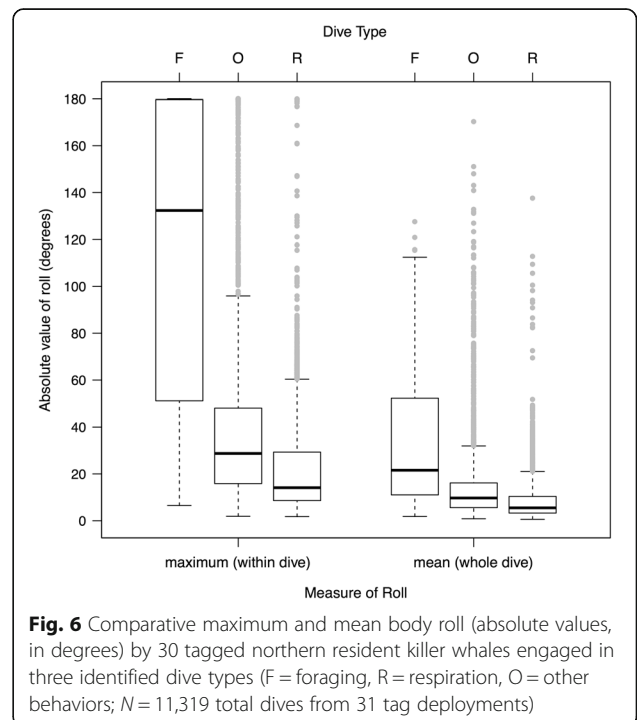 Dive Type
F O R F O R
180
160
140
120
100
80
60
40
20
0
Absolute value of roll (degrees)
maximum (within dive) mean (whole dive)
Measure of Roll
Fig. 6 Comparative maximum and mean body roll (absolute values,
in degrees) by 30 tagged northern resident killer whales engaged in
three identified dive types (F = foraging, R = respiration, O = other
behaviors; N = 11,319 total dives from 31 tag deployments)